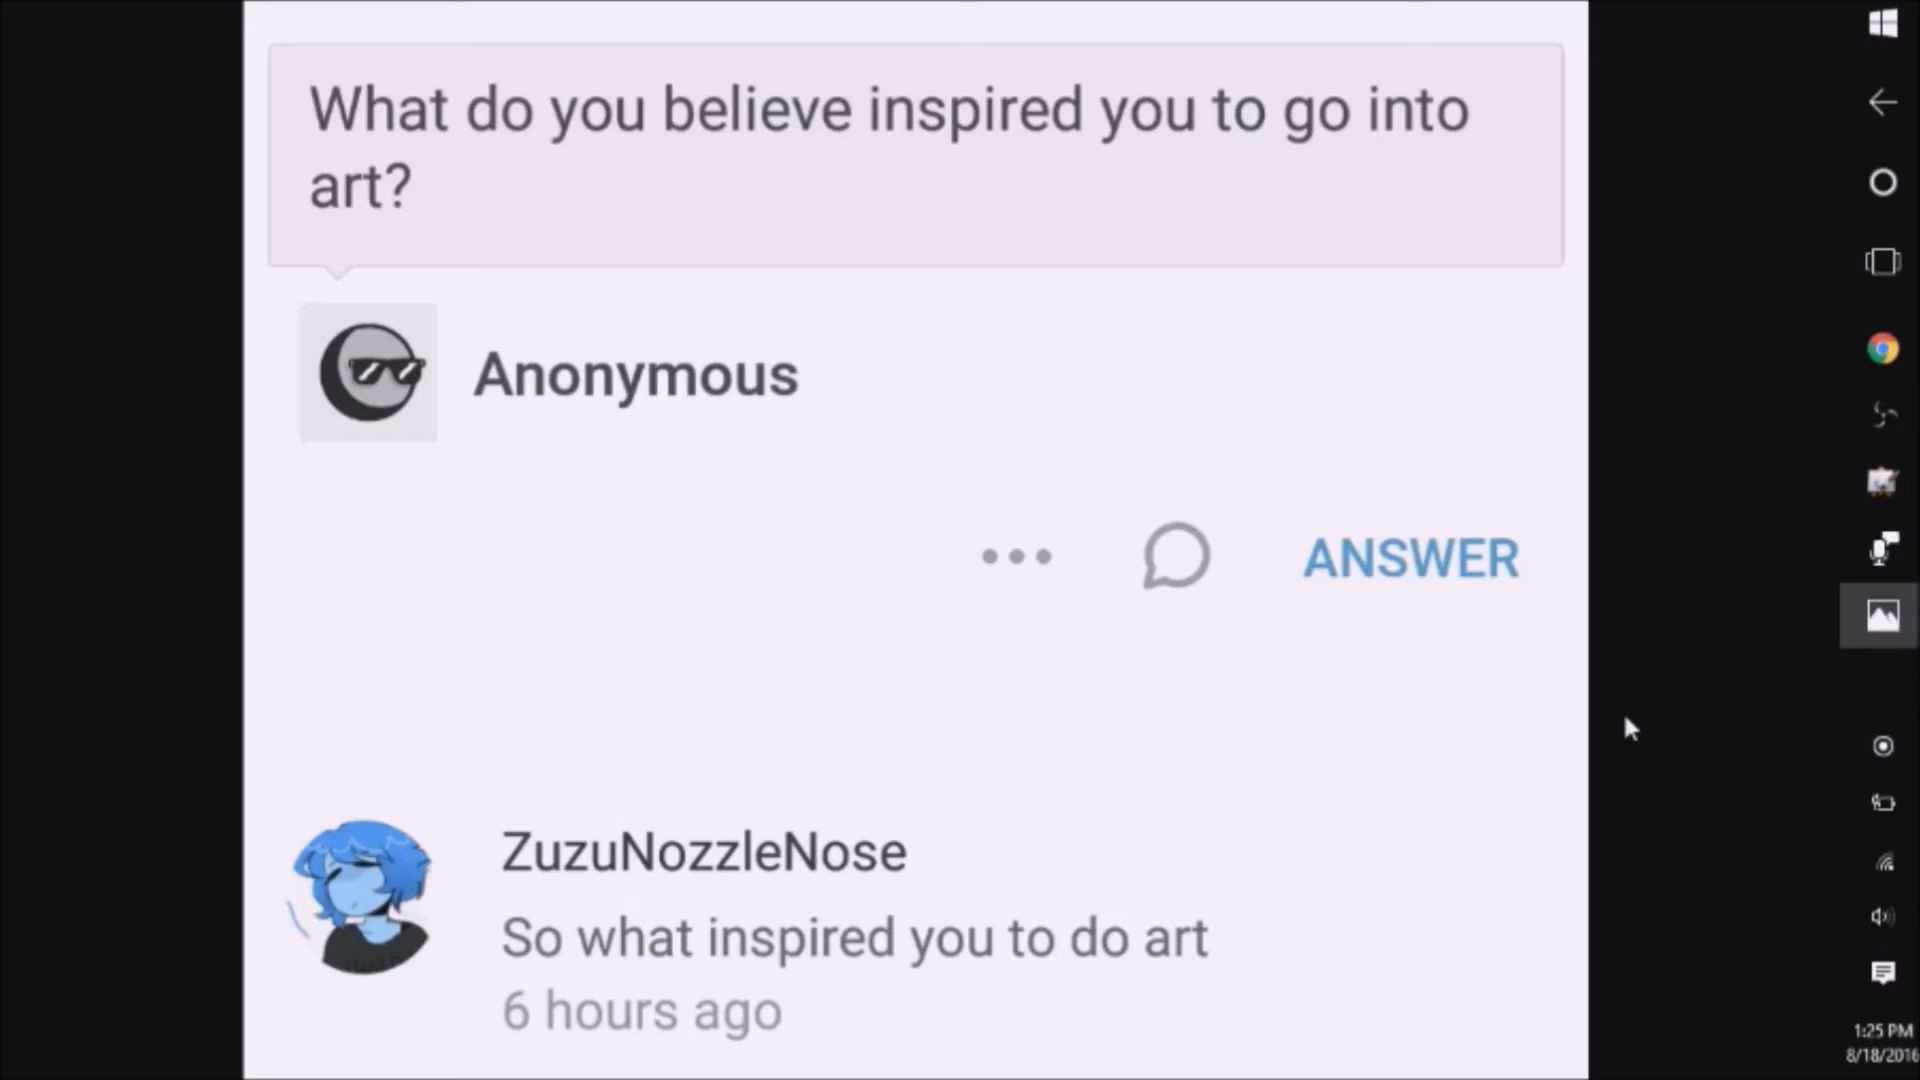 What do you believe inspired you to go into
art?
Anonymous
ANSWER
ZuzuNozzleNose
So what inspired you to do art
6 hours ago
1:25 PM
8/18/2016